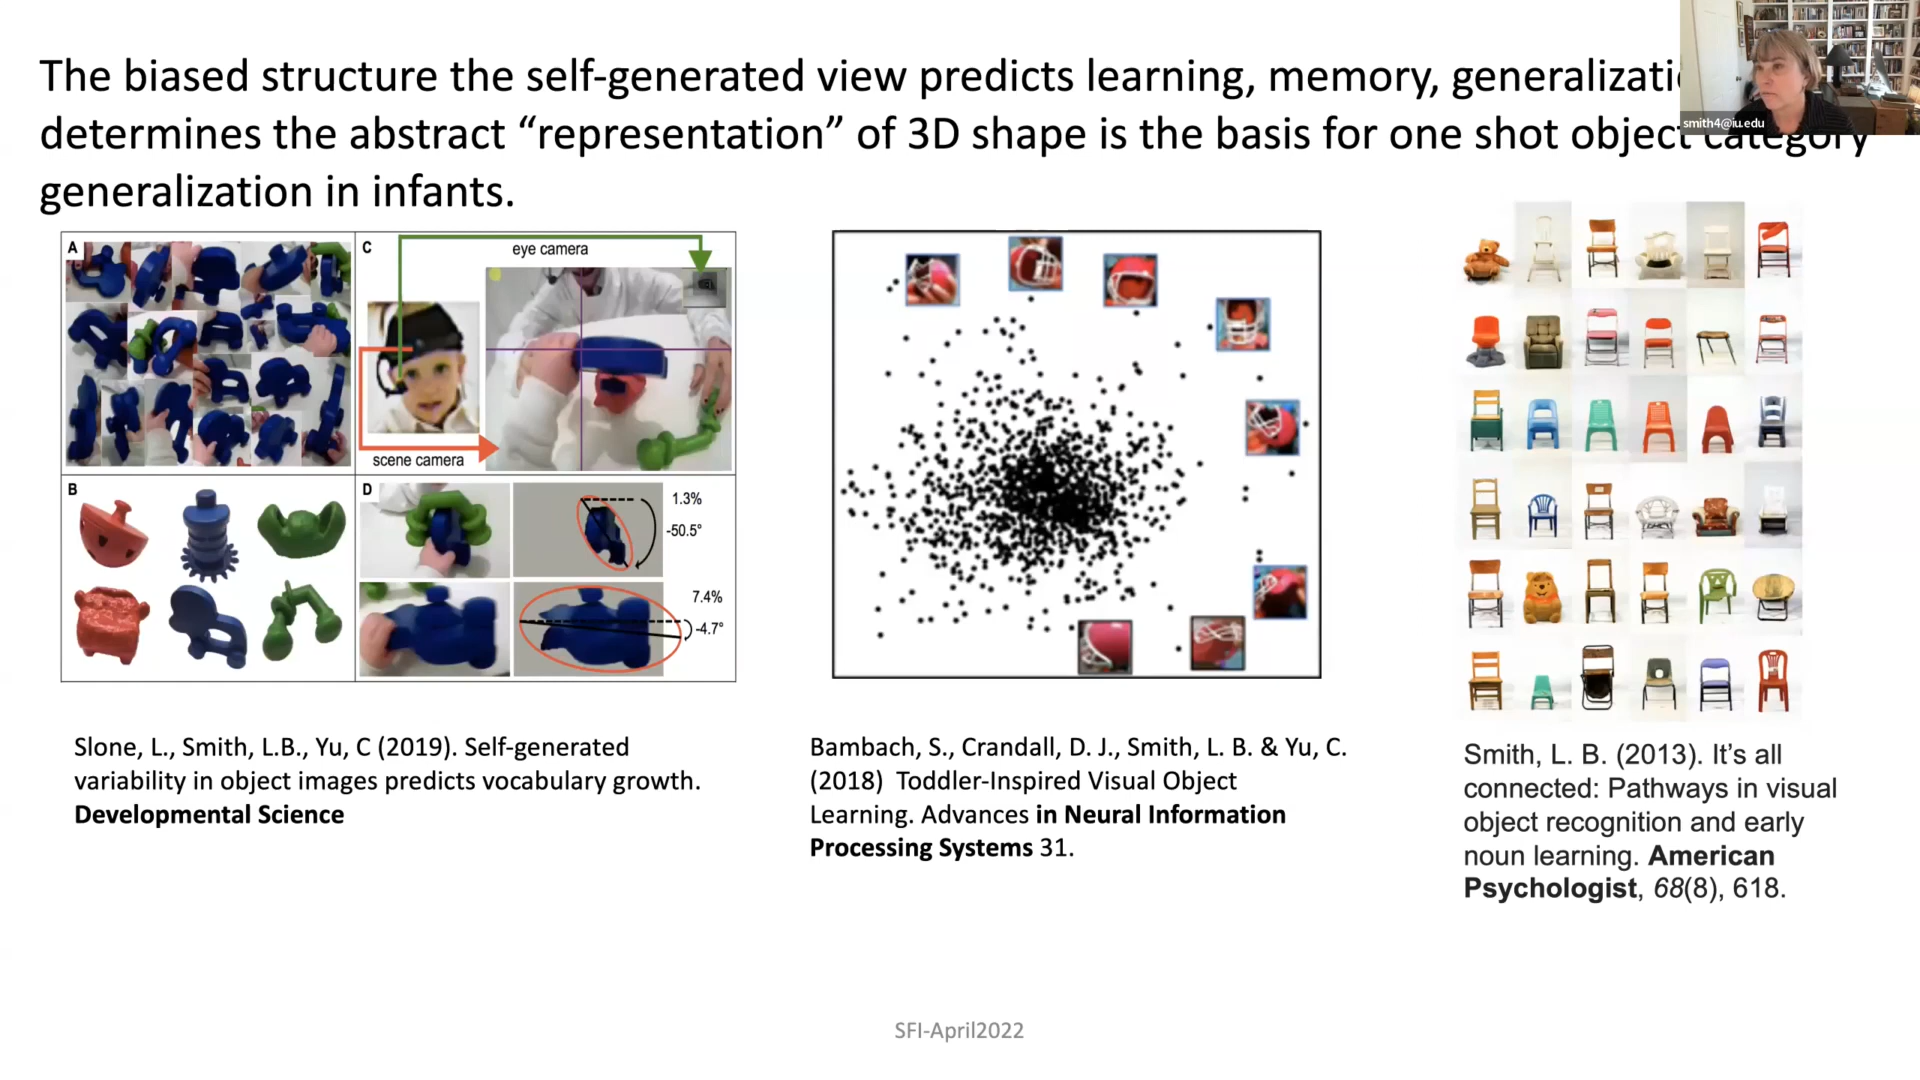 The biased structure the self-generated view predicts learning, memory, generalizati
determines the abstract “representation” of 3D shape is the basis for one shot object category
generalization in infants.
smith4@iu.edu
A
C
eye camera
scene camera
B
D
1.3%
-50.5°
7.4%
-4.7°
Slone, L., Smith, L.B., Yu, C (2019). Self-generated
variability in object images predicts vocabulary growth.
Developmental Science
Bambach, S., Crandall, D. J., Smith, L. B. & Yu, C.
(2018) Toddler-Inspired Visual Object
Learning. Advances in Neural Information
Processing Systems 31.
Smith, L. B. (2013). It’s all
connected: Pathways in visual
object recognition and early
noun learning. American
Psychologist, 68(8), 618.
SFI-April2022